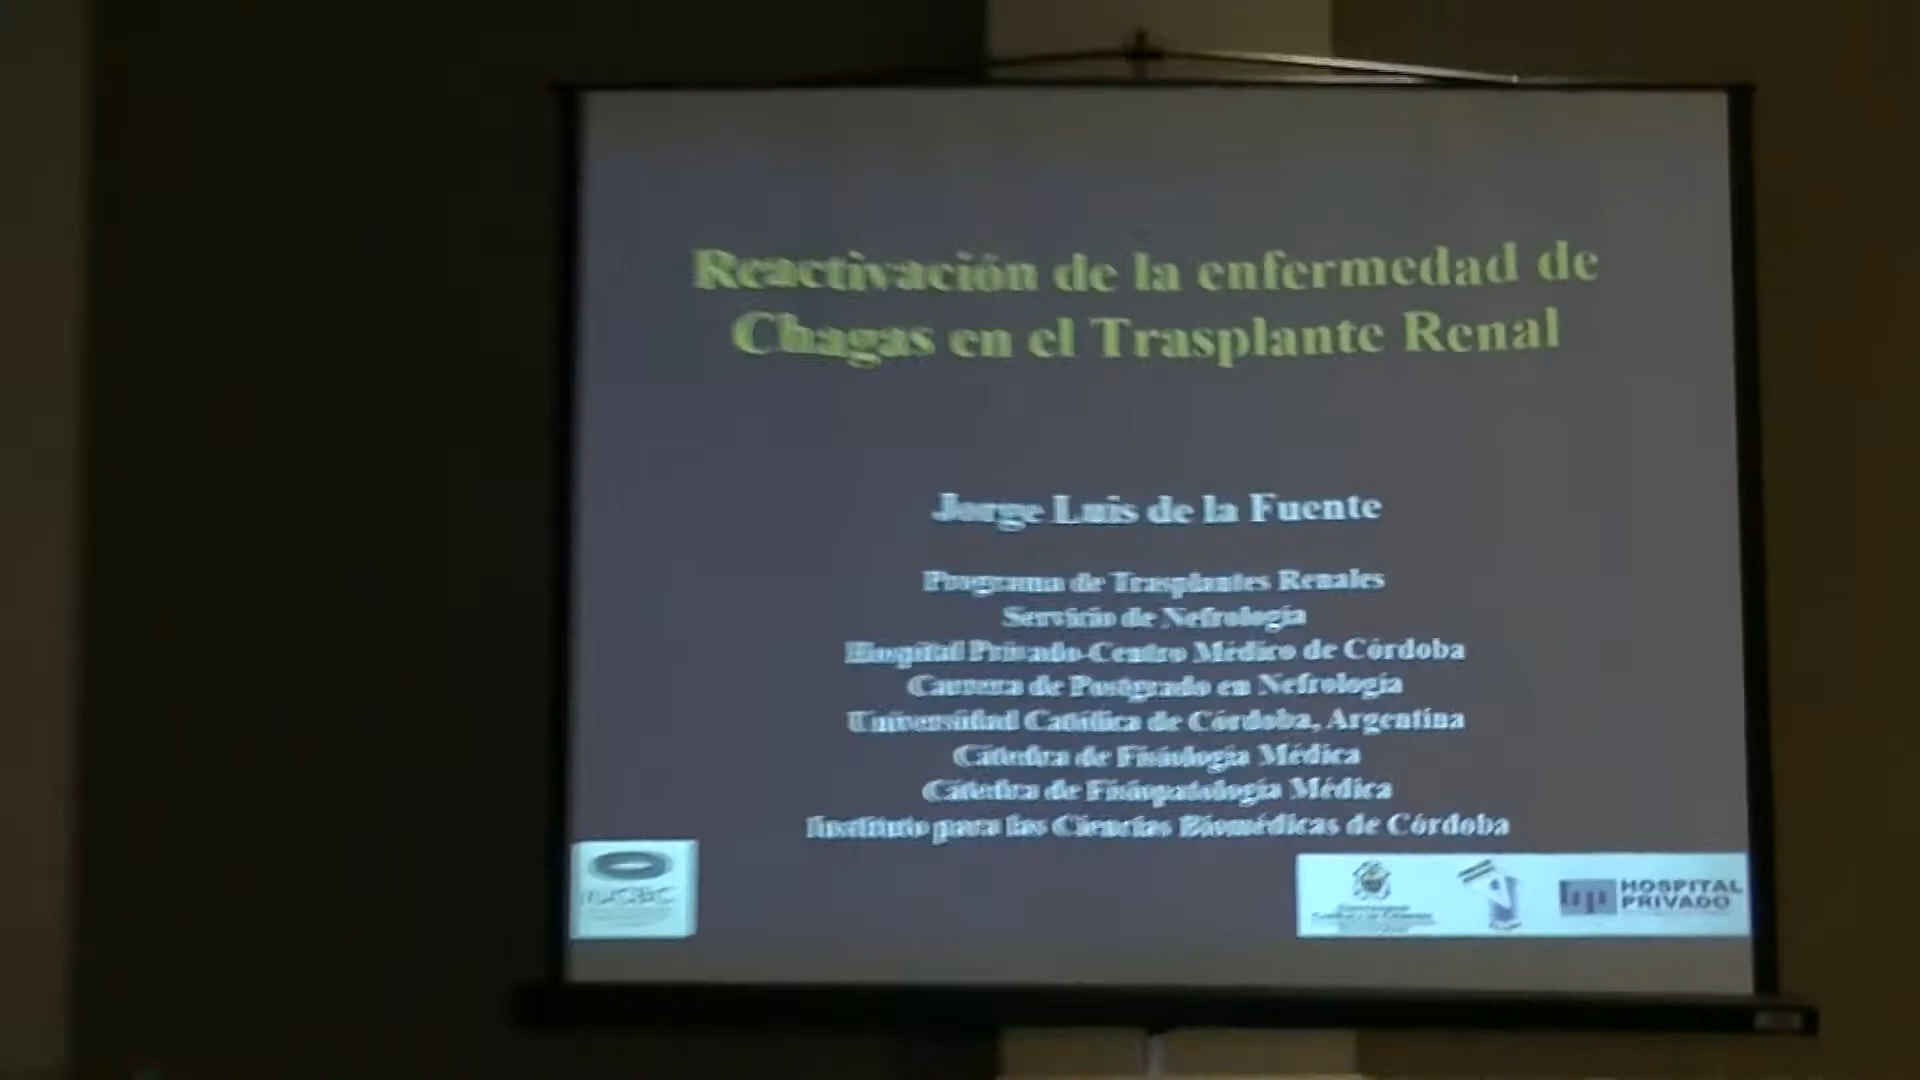 Reactivación de la enfermedad de
Chagas en el Trasplante Renal
Jorge Luis de la Fuente
Programa de Trasplantes Renales
Servicio de Nefrología
Hospital Privado-Centro Médico de Córdoba
Carrera de Postgrado en Nefrología
Universidad Católica de Córdoba, Argentina
Cátedra de Fisiología Médica
Cátedra de Fisiopatología Médica
Instituto para las Ciencias Biomédicas de Córdoba
HOSPITAL
PRIVADO